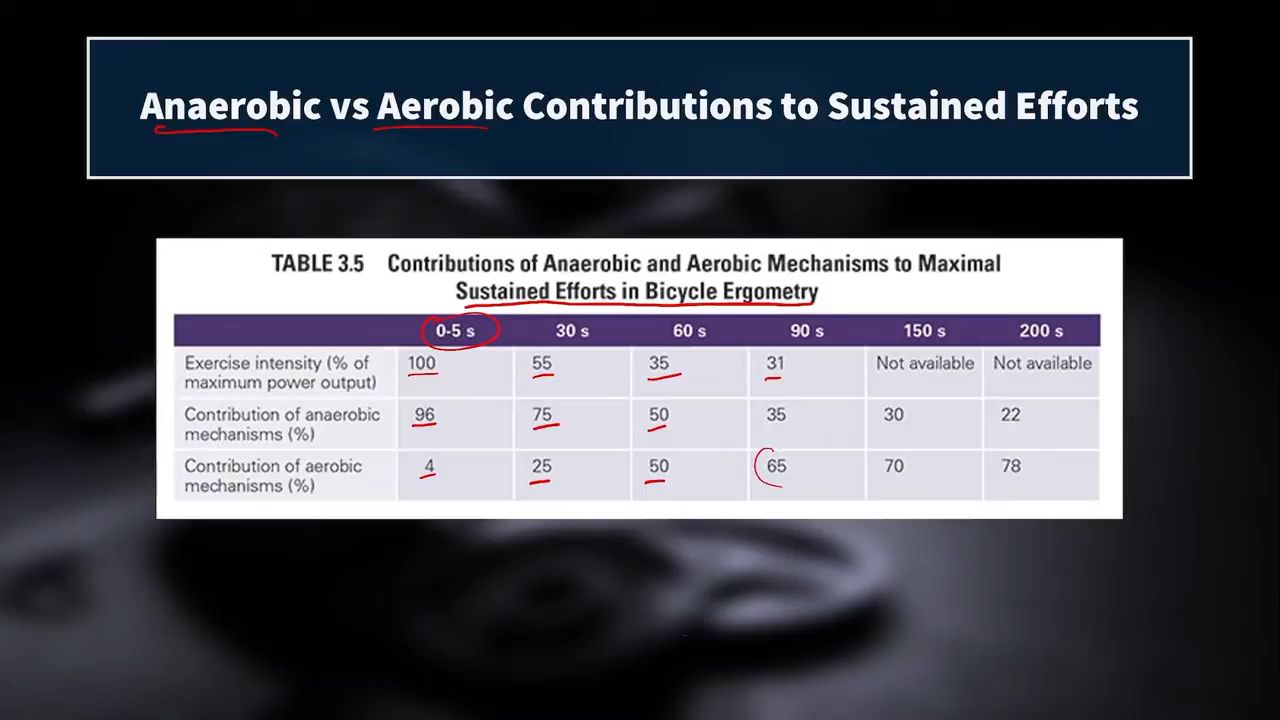 Anaerobic vs Aerobic Contributions to Sustained Efforts
TABLE 3.5 Contributions of Anaerobic and Aerobic Mechanisms to Maximal
Sustained Efforts in Bicycle Ergometry
0-5 s 30 s 60 s 90 s 150 s 200 s
Exercise intensity (% of
maximum power output) 100 55 35 31 Not available Not available
Contribution of anaerobic
mechanisms (%) 96 75 50 35 30 22
Contribution of aerobic
mechanisms (%) 4 25 50 65 70 78